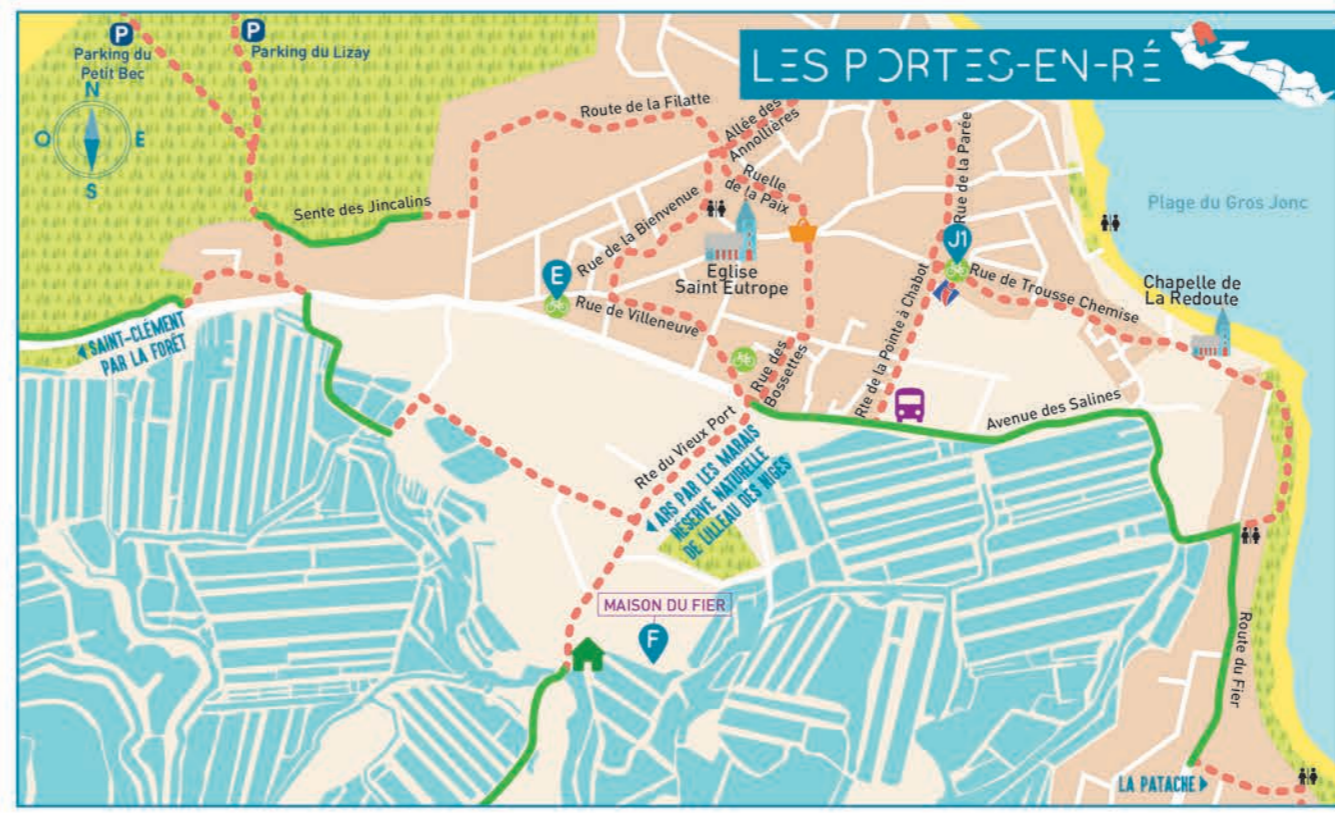 LES PORTES-EN-RÉ
P
P
Parking du
Petit Bec
Parking du Lizay
N
O
E
S
Route de la Filatte
Allée des
Annollières
Rue de la Parée
Ruelle
de la Paix
Sente des Jincalins
Rue de la Bienvenue
Plage du Gros Jonc
J1
E
Eglise
Saint Eutrope
Rue de Trousse Chemise
Chapelle de
La Redoute
Rue de Villeneuve
Rte de la Pointe à Chabot
SAINT-CLÉMENT
PAR LA FORÊT
Rue des
Bossettes
Avenue des Salines
Rte du Vieux Port
ARS PAR LES MARAIS
RÉSERVE NATURELLE
DE LILLEAU DES NIGES
MAISON DU FIER
F
Route du Fier
LA PATACHE